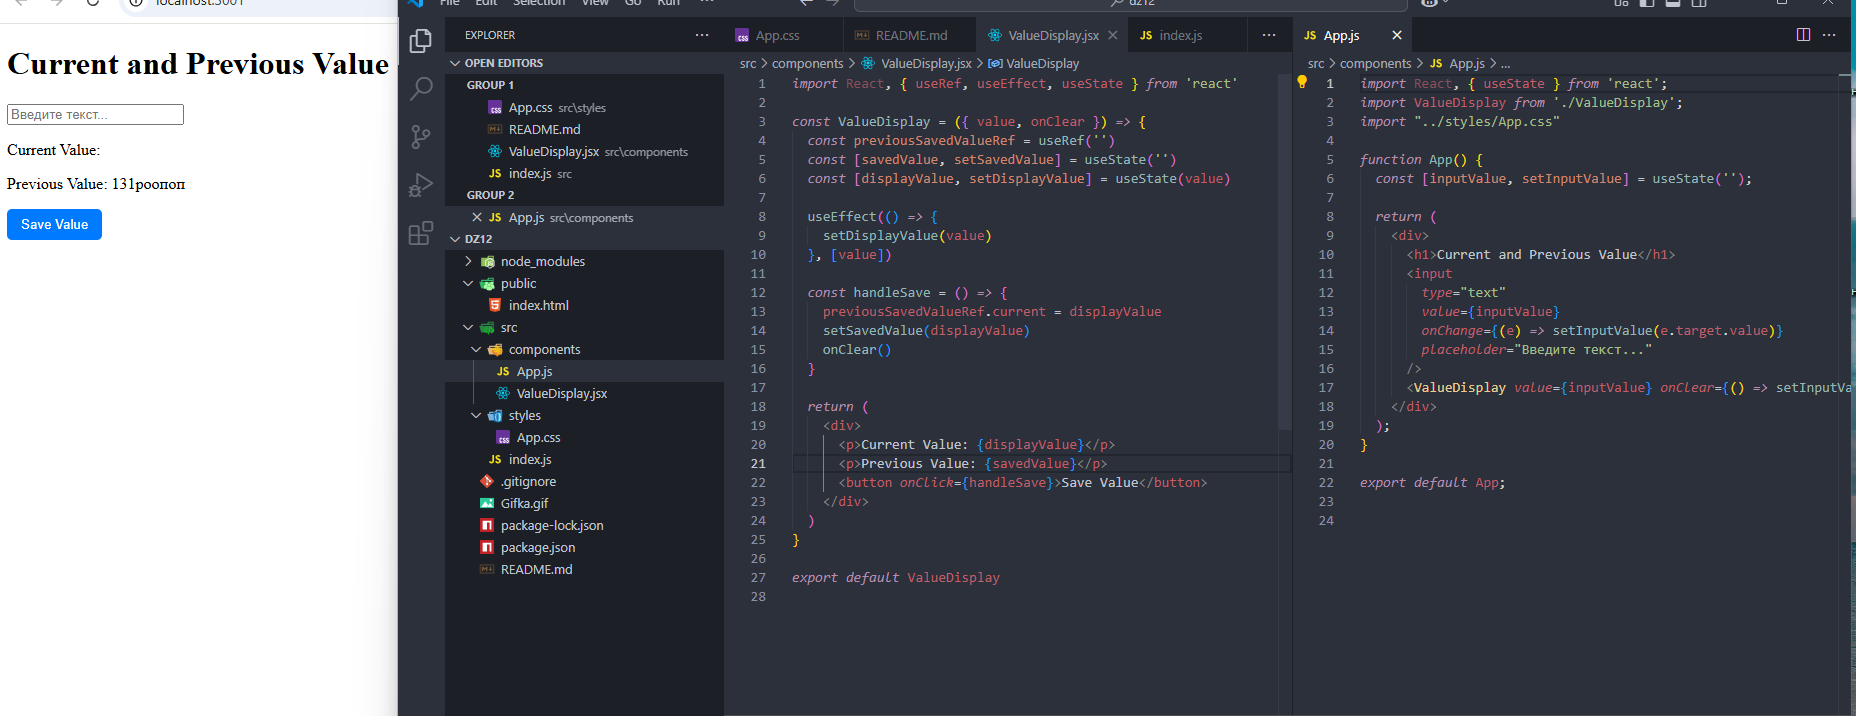 localhost:3001
Current and Previous Value
Введите текст...
Current Value:
Previous Value: 131рооопоп
Save Value
File Edit Selection View Go Run ...
dz12
EXPLORER ...
OPEN EDITORS
GROUP 1
App.css src\styles
README.md
ValueDisplay.jsx src\components
index.js src
GROUP 2
App.js src\components
DZ12
node_modules
public
index.html
src
components
App.js
ValueDisplay.jsx
styles
App.css
index.js
.gitignore
Gifka.gif
package-lock.json
package.json
README.md
App.css README.md ValueDisplay.jsx index.js ...
src > components > ValueDisplay.jsx > ValueDisplay
1 import React, { useRef, useEffect, useState } from 'react'
2
3 const ValueDisplay = ({ value, onClear }) => {
4 const previousSavedValueRef = useRef('')
5 const [savedValue, setSavedValue] = useState('')
6 const [displayValue, setDisplayValue] = useState(value)
7
8 useEffect(() => {
9 setDisplayValue(value)
10 }, [value])
11
12 const handleSave = () => {
13 previousSavedValueRef.current = displayValue
14 setSavedValue(displayValue)
15 onClear()
16 }
17
18 return (
19 <div>
20 <p>Current Value: {displayValue}</p>
21 <p>Previous Value: {savedValue}</p>
22 <button onClick={handleSave}>Save Value</button>
23 </div>
24 )
25 }
26
27 export default ValueDisplay
28
App.js
src > components > App.js > ...
1 import React, { useState } from 'react';
2 import ValueDisplay from './ValueDisplay';
3 import "../styles/App.css"
4
5 function App() {
6 const [inputValue, setInputValue] = useState('');
7
8 return (
9 <div>
10 <h1>Current and Previous Value</h1>
11 <input
12 type="text"
13 value={inputValue}
14 onChange={(e) => setInputValue(e.target.value)}
15 placeholder="Введите текст..."
16 />
17 <ValueDisplay value={inputValue} onClear={() => setInputVa
18 </div>
19 );
20 }
21
22 export default App;
23
24